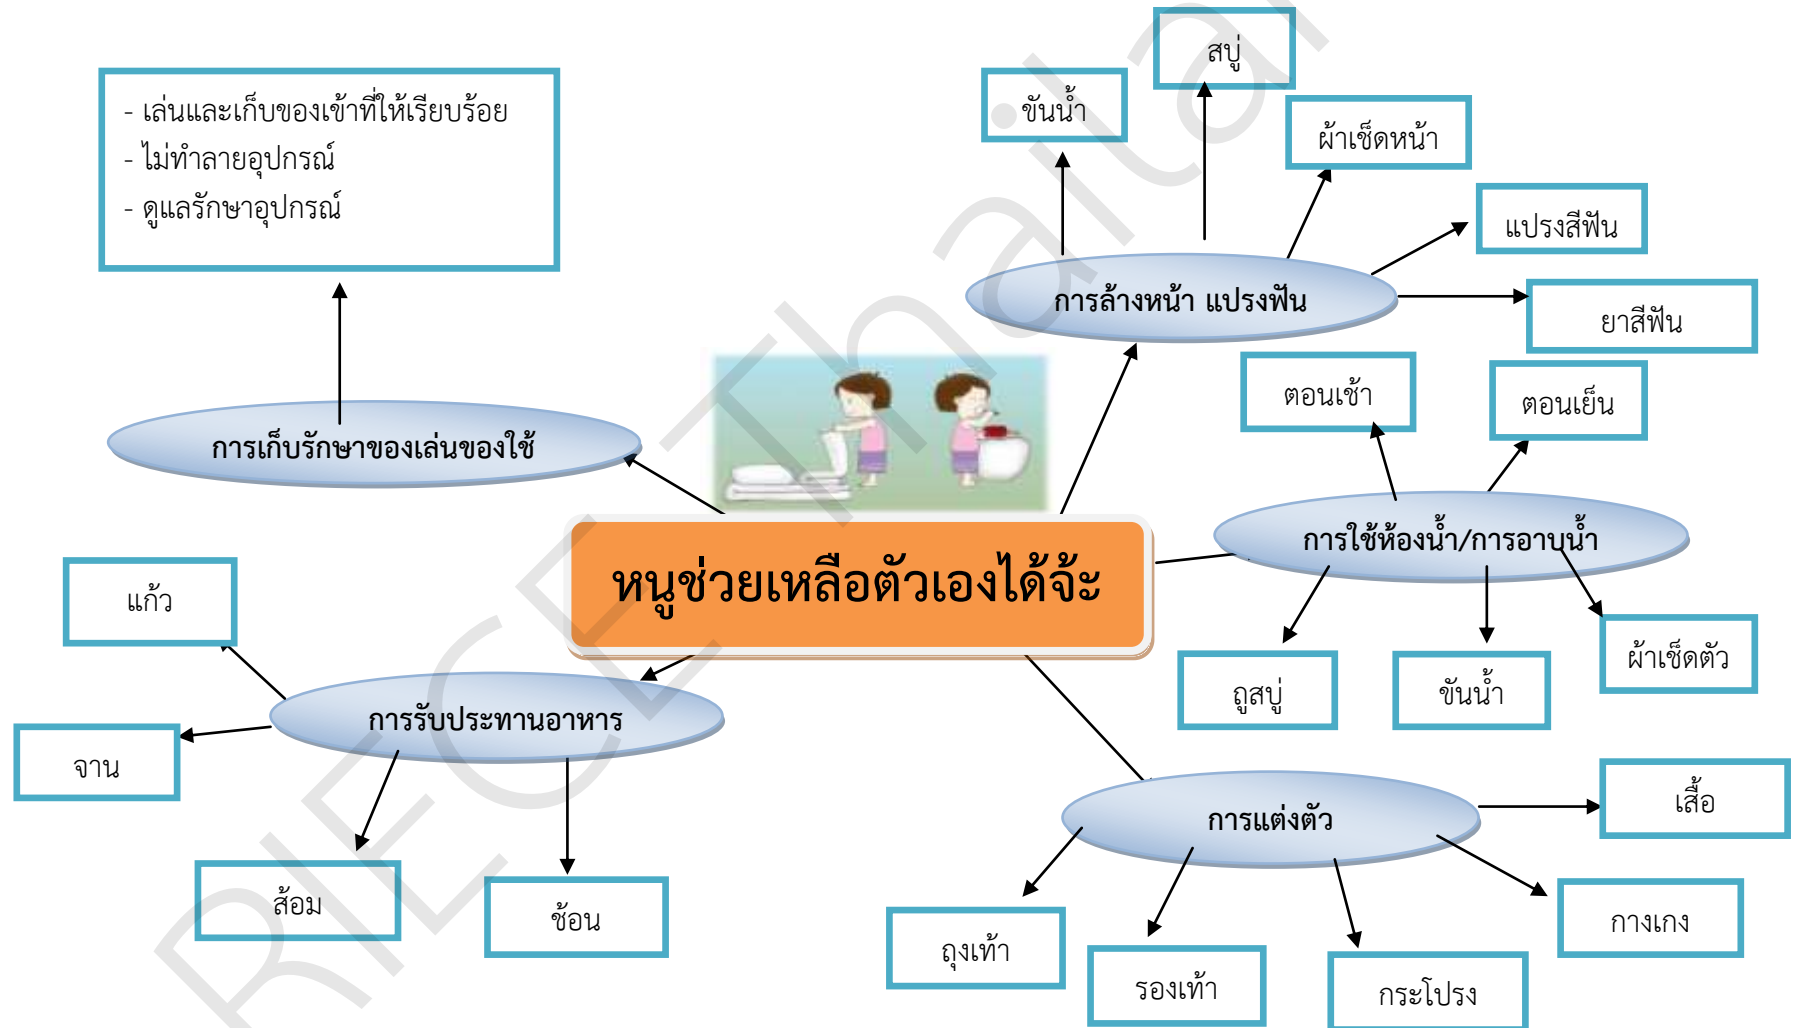 สบู่
ขันน้ำ
ผ้าเช็ดหน้า
แปรงสีฟัน
ยาสีฟัน
การล้างหน้า แปรงฟัน
- เล่นและเก็บของเข้าที่ให้เรียบร้อย
- ไม่ทำลายอุปกรณ์
- ดูแลรักษาอุปกรณ์
การเก็บรักษาของเล่นของใช้
ตอนเช้า
ตอนเย็น
การใช้ห้องน้ำ/การอาบน้ำ
ถูสบู่
ขันน้ำ
ผ้าเช็ดตัว
หนูช่วยเหลือตัวเองได้จ้ะ
แก้ว
จาน
การรับประทานอาหาร
ส้อม
ช้อน
การแต่งตัว
เสื้อ
กางเกง
กระโปรง
รองเท้า
ถุงเท้า
RIECE Thailand